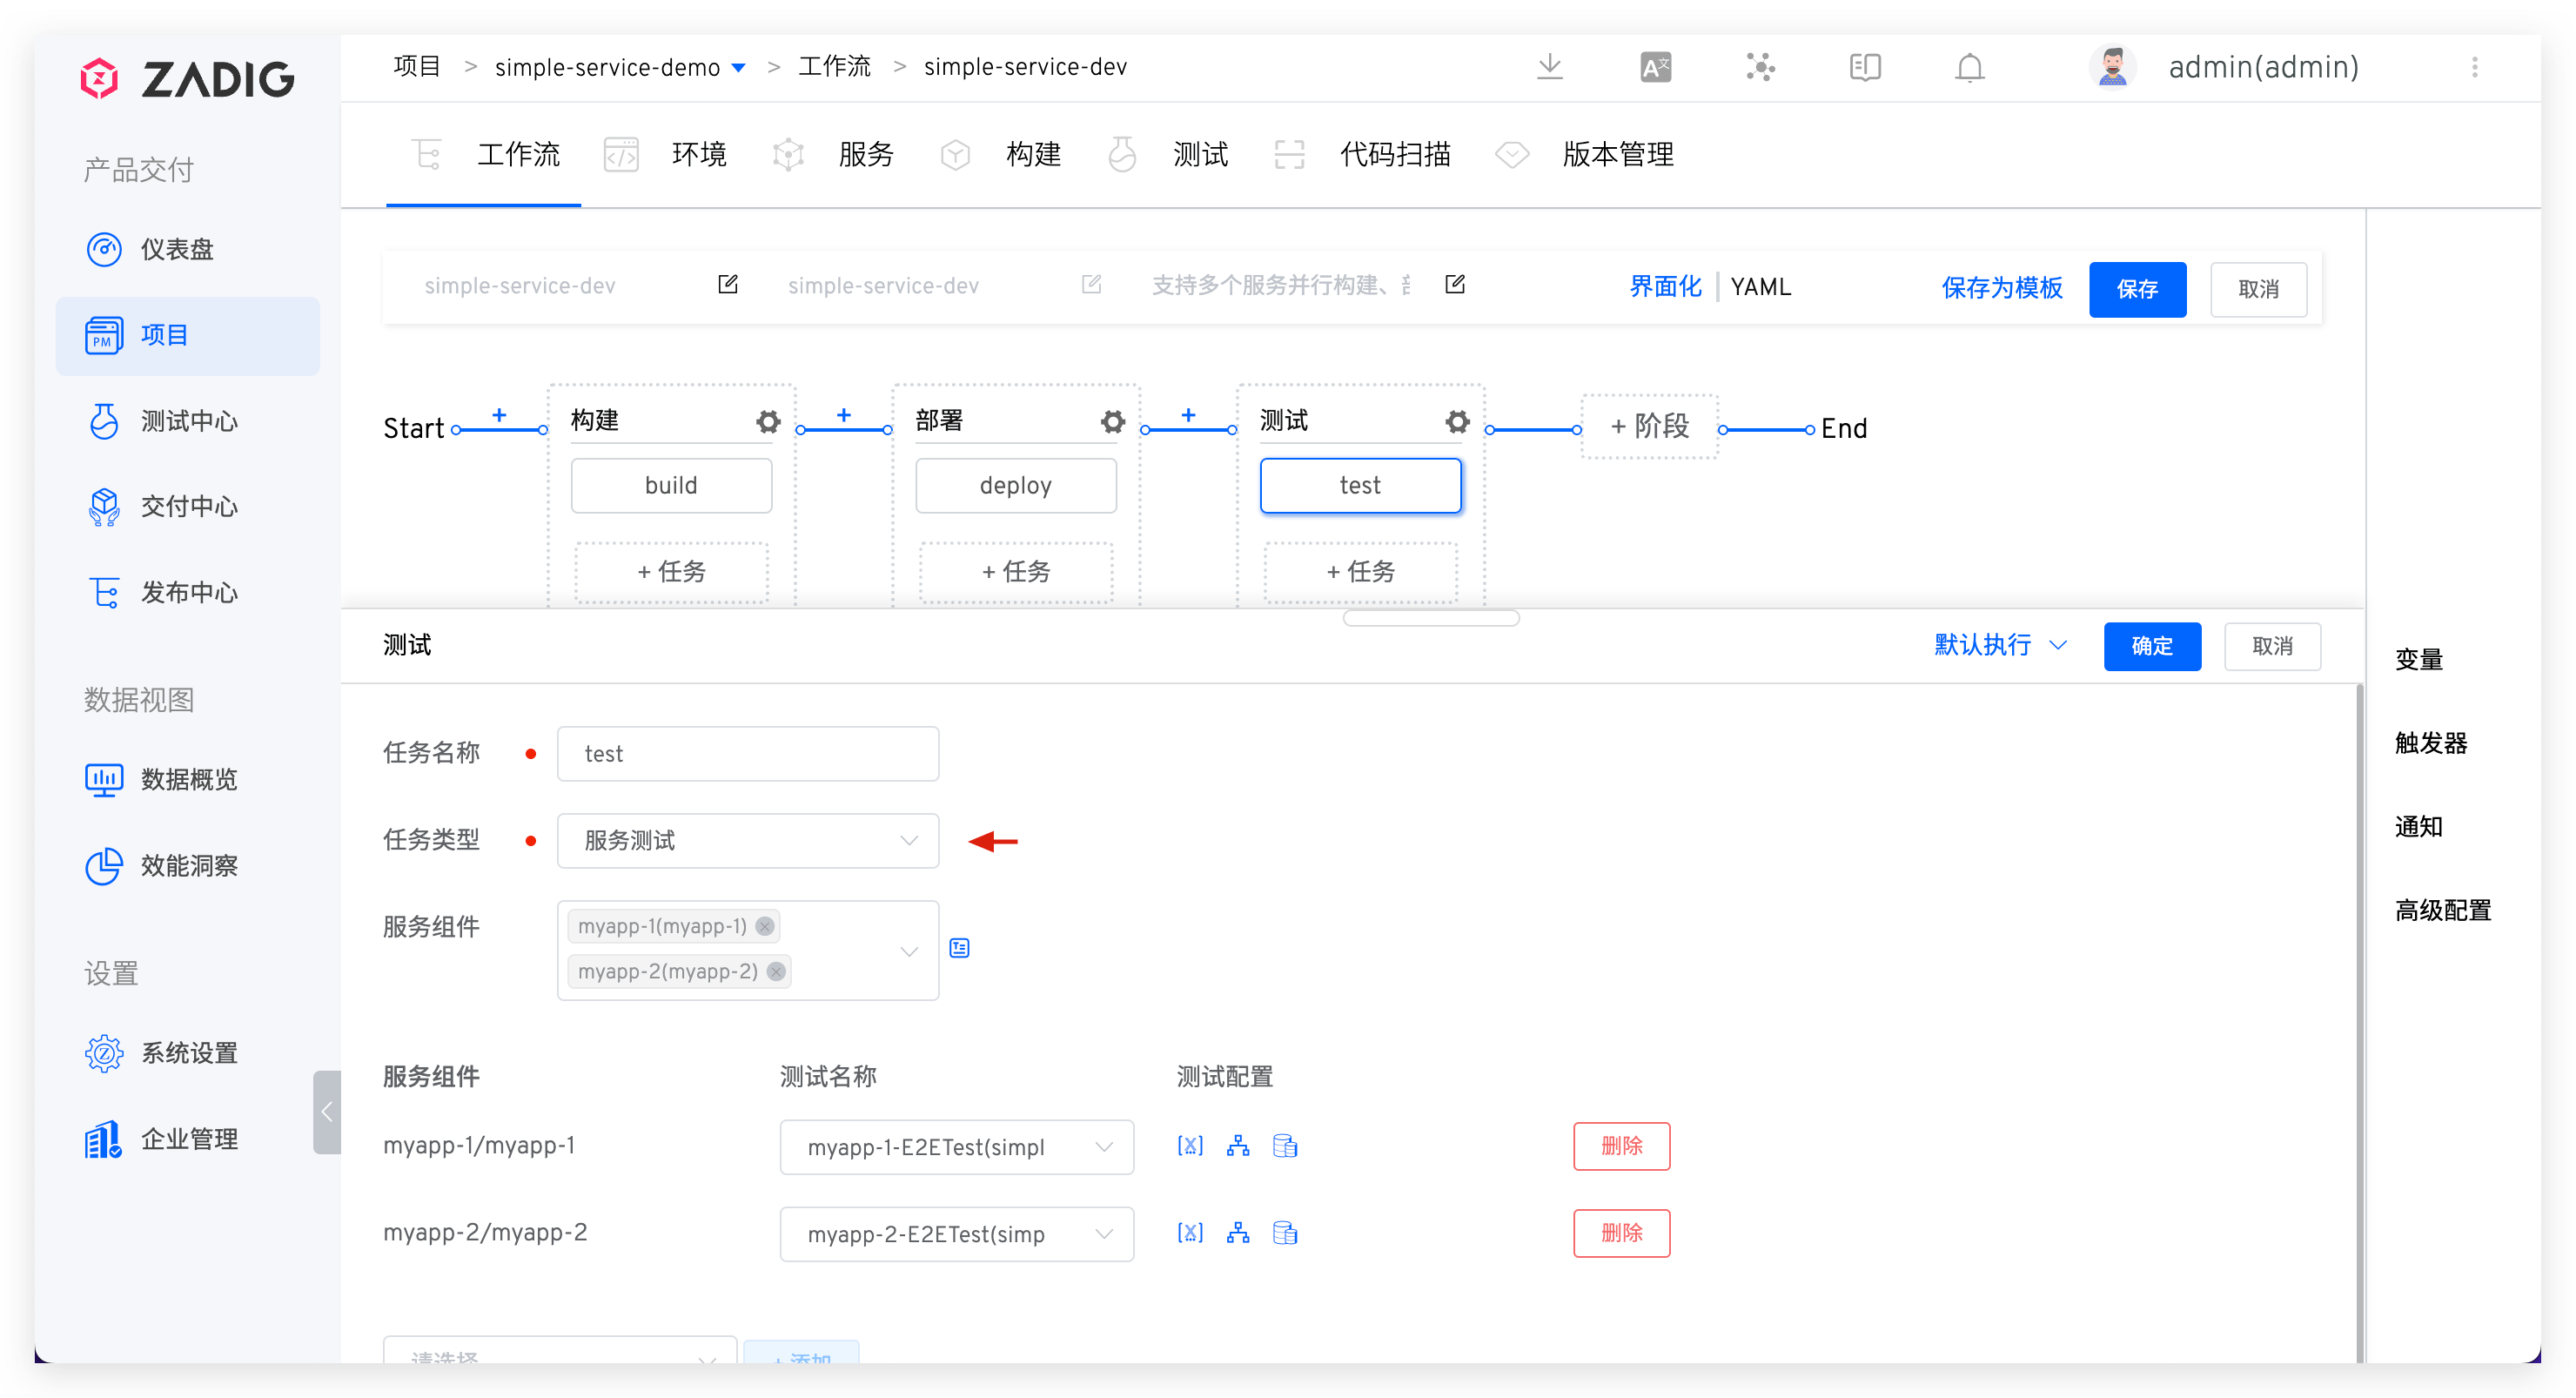 ZADIG
项目 > simple-service-demo > 工作流 > simple-service-dev
admin(admin)
产品交付
仪表盘
项目
测试中心
交付中心
发布中心
数据视图
数据概览
效能洞察
设置
系统设置
企业管理
工作流 环境 服务 构建 测试 代码扫描 版本管理
simple-service-dev simple-service-dev 支持多个服务并行构建、 界面化 YAML 保存为模板 保存 取消
Start 构建 部署 测试 + 阶段 End
build deploy test
+ 任务 + 任务 + 任务
测试 默认执行 确定 取消
任务名称 test
任务类型 服务测试
服务组件 myapp-1(myapp-1)
myapp-2(myapp-2)
服务组件 测试名称 测试配置
myapp-1/myapp-1 myapp-1-E2ETest(simpl 删除
myapp-2/myapp-2 myapp-2-E2ETest(simp 删除
请选择 + 添加
变量
触发器
通知
高级配置